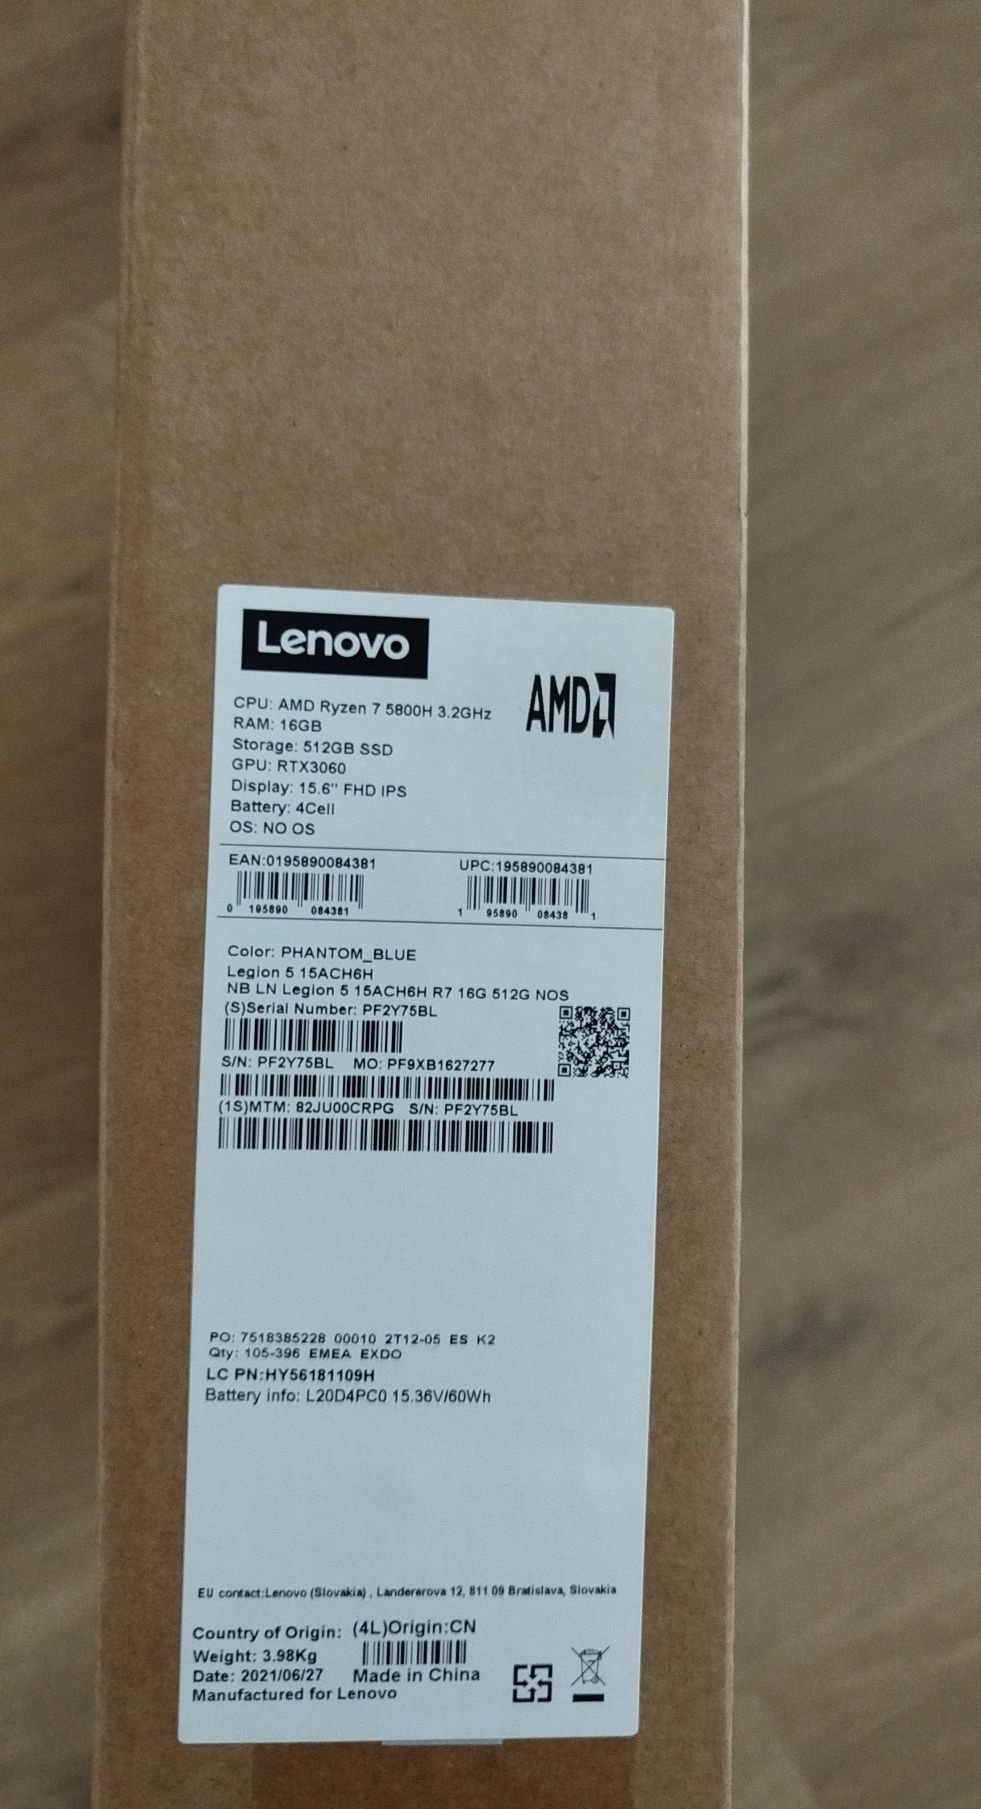 Lenovo
AMD
CPU: AMD Ryzen 7 5800H 3.2GHz
RAM: 16GB
Storage: 512GB SSD
GPU: RTX3060
Display: 15.6" FHD IPS
Battery: 4Cell
OS: NO OS
EAN:0195890084381 UPC:195890084381
0 195890 084381 1 95890 08438 1
Color: PHANTOM_BLUE
Legion 5 15ACH6H
NB LN Legion 5 15ACH6H R7 16G 512G NOS
(S)Serial Number: PF2Y75BL
S/N: PF2Y75BL MO: PF9XB1627277
(1S)MTM: 82JU00CRPG S/N: PF2Y75BL
PO: 7518385228 00010 2T12-05 ES K2
Qty: 105-396 EMEA EXDO
LC PN:HY56181109H
Battery info: L20D4PC0 15.36V/60Wh
EU contact:Lenovo (Slovakia) , Landererova 12, 811 09 Bratislava, Slovakia
Country of Origin: (4L)Origin:CN
Weight: 3.98Kg
Date: 2021/06/27 Made in China
Manufactured for Lenovo